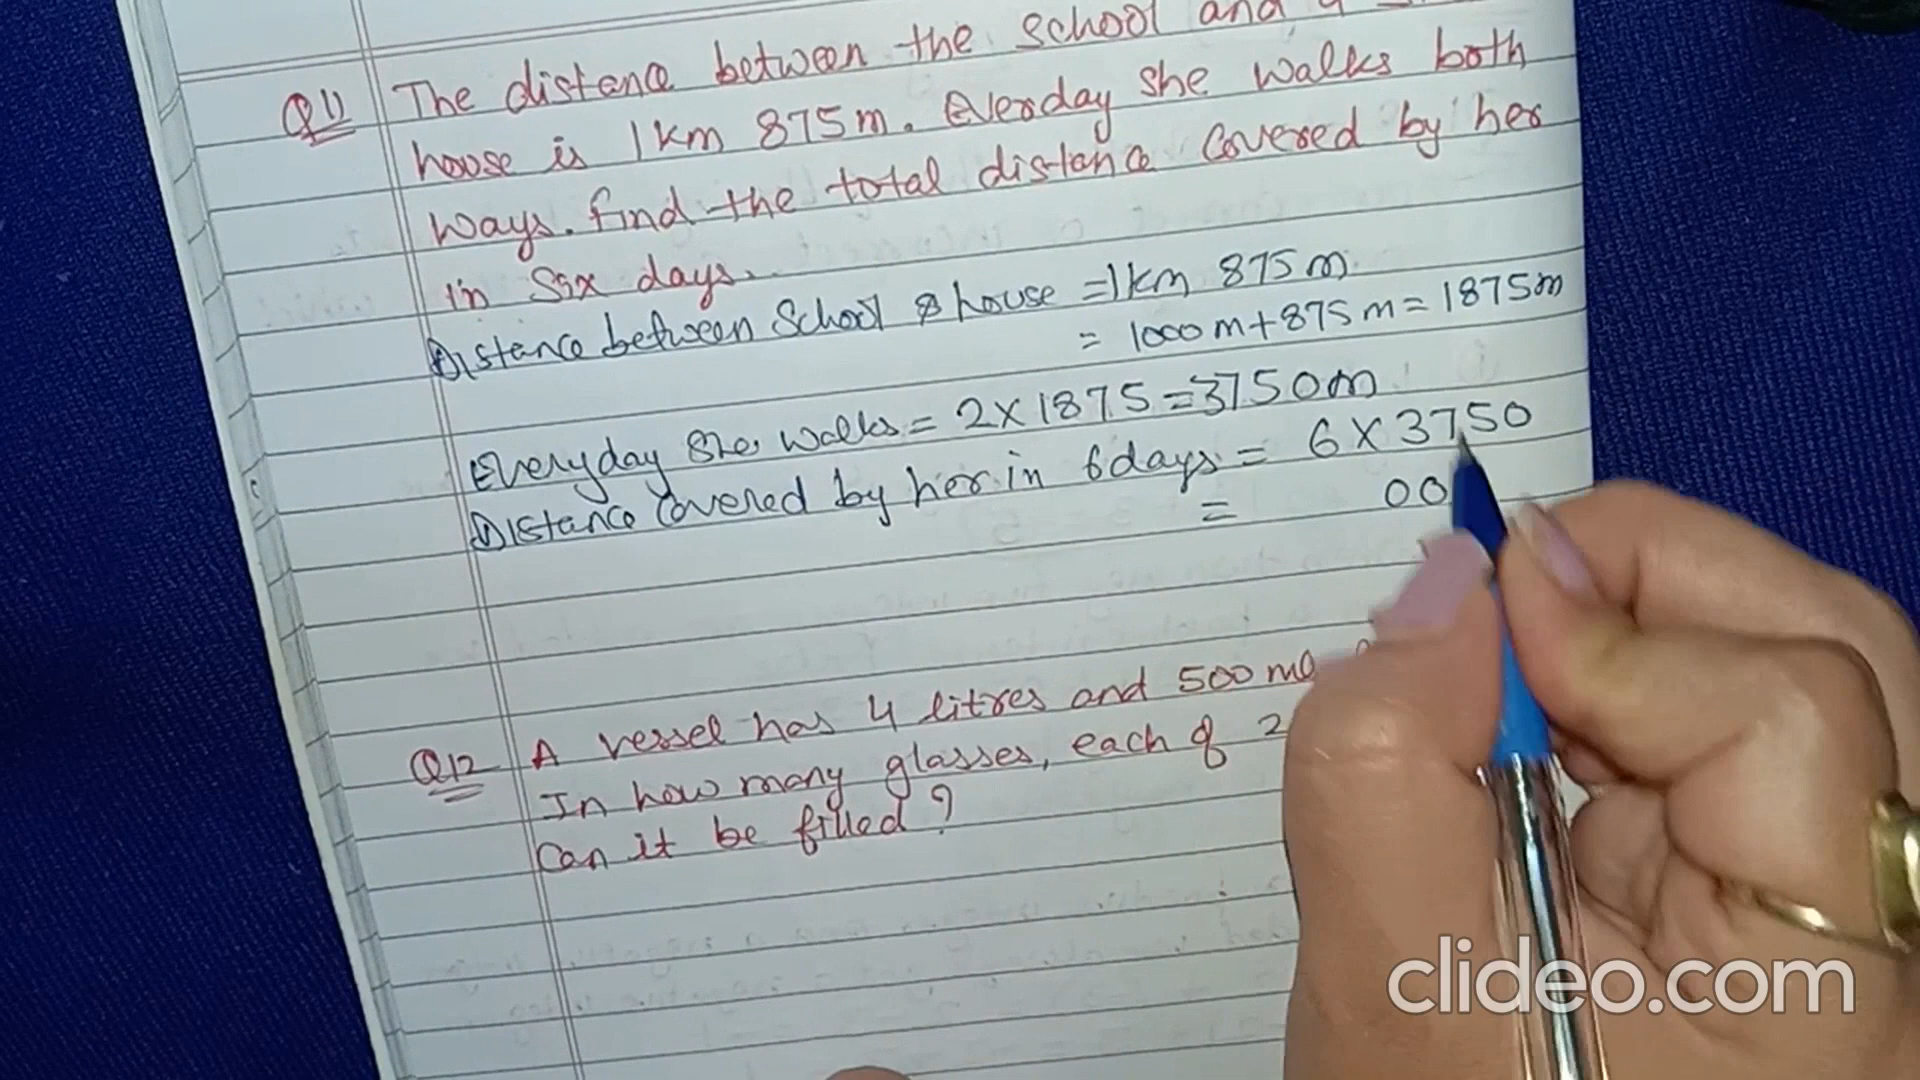 Q11 The distance between the school and a
house is 1km 875m. Everday she walks both
ways. find the total distance covered by her
in Six days.
Distance between School & house = 1km 875m
= 1000m + 875m = 1875m
Everyday She walks = 2 x 1875 = 3750m
Distance Covered by her in 6 days = 6 x 3750
= 00
Q12 A vessel has 4 litres and 500 ml
In how many glasses, each of 2
Can it be filled?
clideo.com